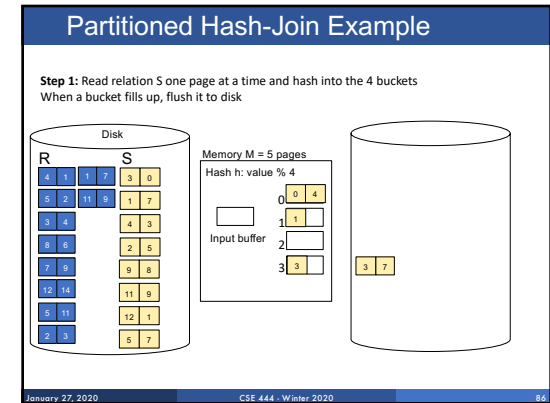 Partitioned Hash-Join Example
Step 1: Read relation S one page at a time and hash into the 4 buckets
When a bucket fills up, flush it to disk
Disk
R S
4 1 1 7 3 0
5 2 11 9 1 7
3 4 4 3
8 6 2 5
7 9 9 8
12 14 11 9
5 11 12 1
2 3 5 7
Memory M = 5 pages
Hash h: value % 4
Input buffer
0 0 4
1 1
2
3 3
3 7
January 27, 2020 CSE 444 - Winter 2020 86